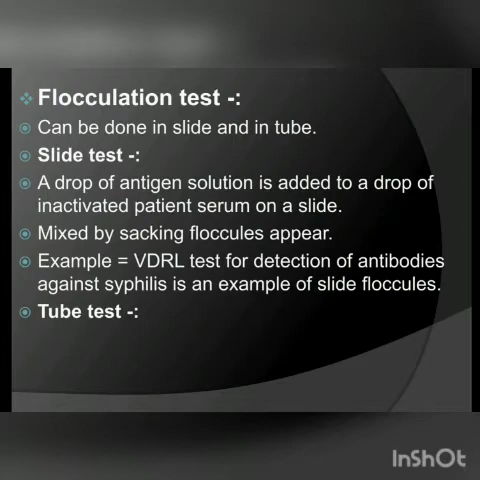 Flocculation test -:
Can be done in slide and in tube.
Slide test -:
A drop of antigen solution is added to a drop of
inactivated patient serum on a slide.
Mixed by sacking floccules appear.
Example = VDRL test for detection of antibodies
against syphilis is an example of slide floccules.
Tube test -:
InShOt